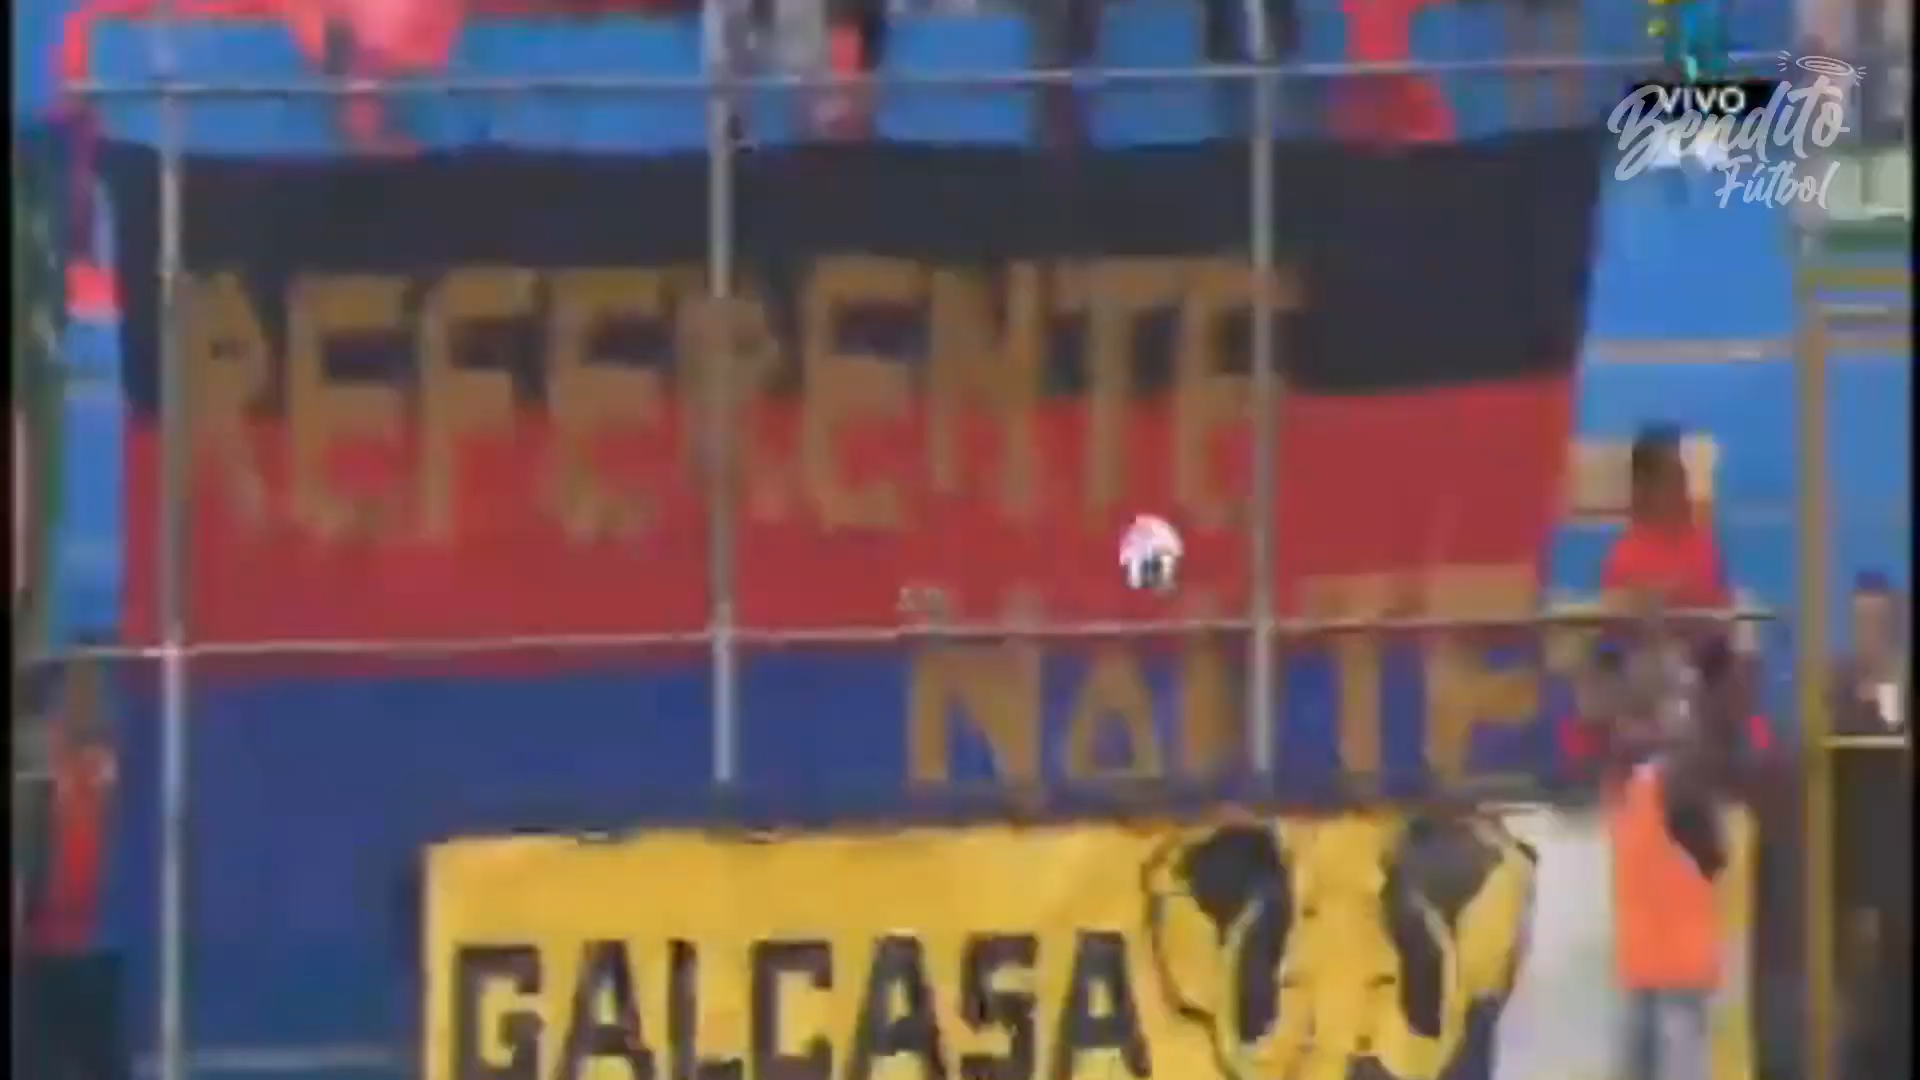 VIVO
Bendito
Fútbol
REFERENTE
GALCASA